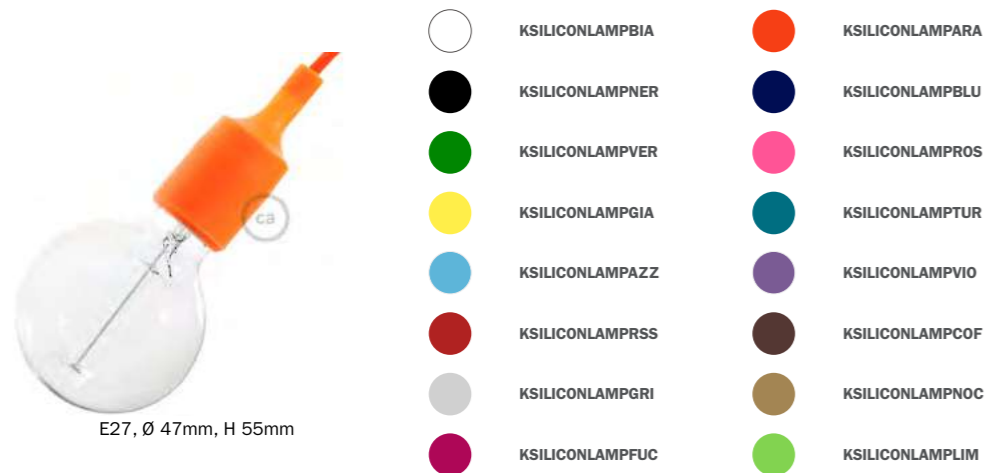 KSILICONLAMPBIA
KSILICONLAMPARA
KSILICONLAMPNER
KSILICONLAMPBLU
KSILICONLAMPVER
KSILICONLAMPROS
KSILICONLAMPGIA
KSILICONLAMPTUR
ca
KSILICONLAMPAZZ
KSILICONLAMPVIO
KSILICONLAMPRSS
KSILICONLAMPCOF
KSILICONLAMPGRI
KSILICONLAMPNOC
E27, Ø 47mm, H 55mm
KSILICONLAMPFUC
KSILICONLAMPLIM